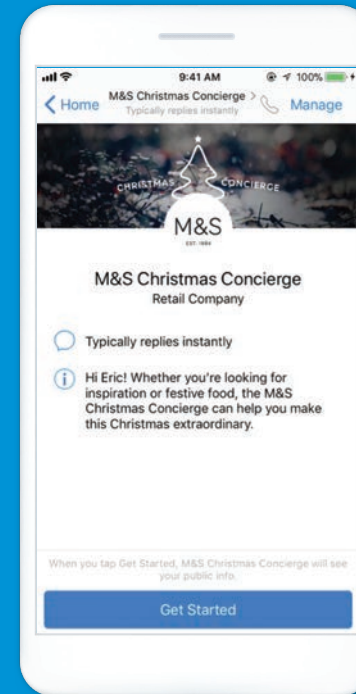 9:41 AM
100%
Home
M&S Christmas Concierge >
Typically replies instantly
Manage
CHRISTMAS CONCIERGE
M&S
EST. 1884
M&S Christmas Concierge
Retail Company
Typically replies instantly
Hi Eric! Whether you're looking for
inspiration or festive food, the M&S
Christmas Concierge can help you make
this Christmas extraordinary.
When you tap Get Started, M&S Christmas Concierge will see
your public info.
Get Started